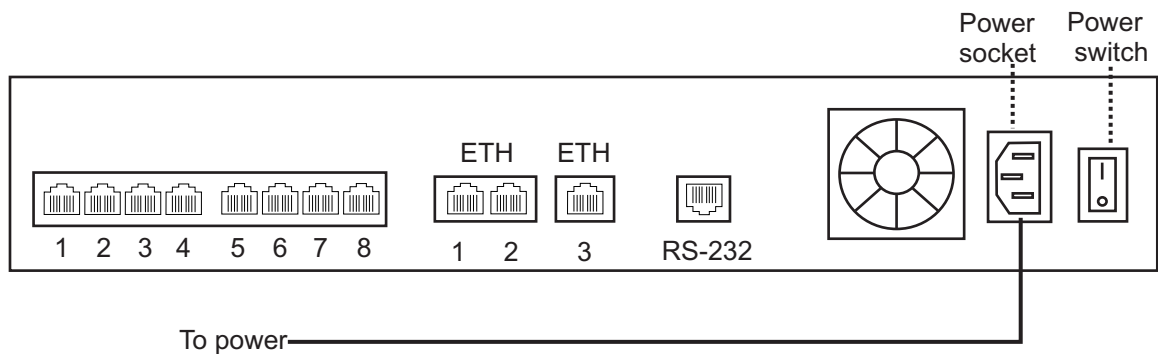 Power socket
Power switch
ETH ETH
1 2 3 4 5 6 7 8 1 2 3 RS-232
To power